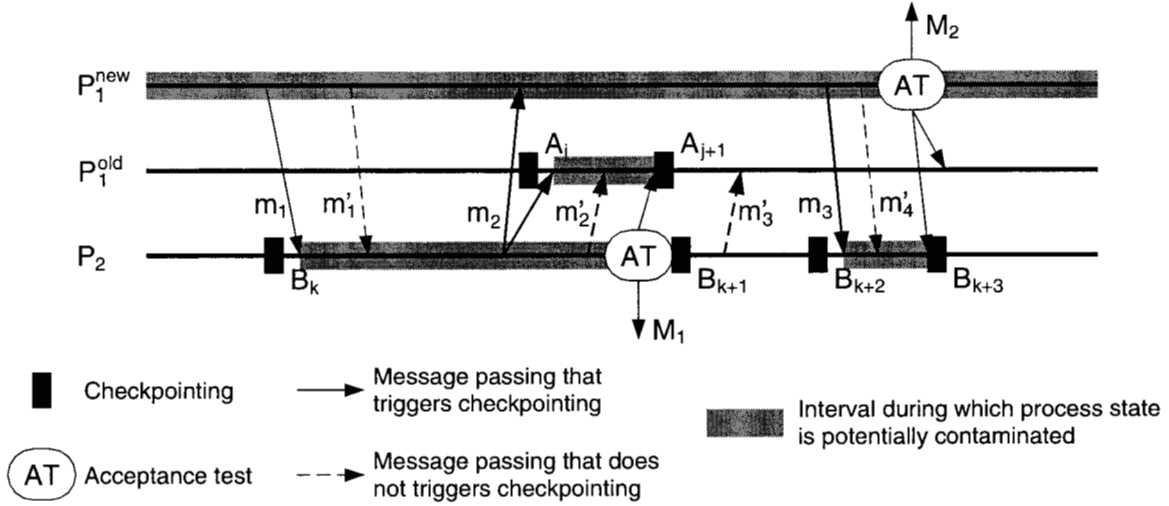 M₂
P₁ⁿᵉʷ
AT
Aⱼ
Aⱼ₊₁
P₁ᵒˡᵈ
m₁
m'₁
m₂
m'₂
m'₃
m₃
m'₄
P₂
AT
Bₖ
Bₖ₊₁
Bₖ₊₂
Bₖ₊₃
M₁
Checkpointing
Message passing that
triggers checkpointing
Interval during which process state
is potentially contaminated
AT
Acceptance test
Message passing that does
not triggers checkpointing